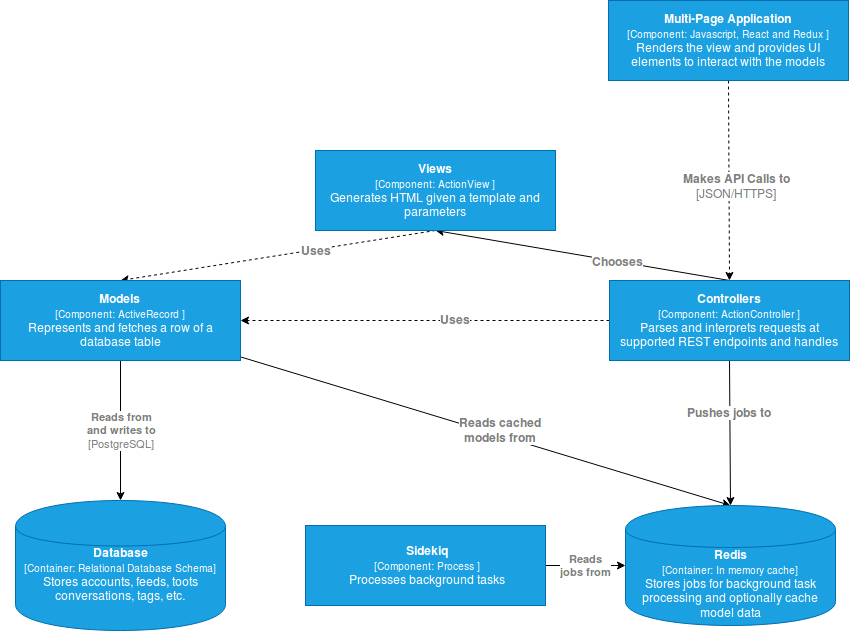 Multi-Page Application
[Component: Javascript, React and Redux ]
Renders the view and provides UI
elements to interact with the models
Makes API Calls to
[JSON/HTTPS]
Views
[Component: ActionView ]
Generates HTML given a template and
parameters
Uses
Chooses
Models
[Component: ActiveRecord ]
Represents and fetches a row of a
database table
Uses
Controllers
[Component: ActionController ]
Parses and interprets requests at
supported REST endpoints and handles
Reads from
and writes to
[PostgreSQL]
Reads cached
models from
Pushes jobs to
Database
[Container: Relational Database Schema]
Stores accounts, feeds, toots
conversations, tags, etc.
Sidekiq
[Component: Process ]
Processes background tasks
Reads
jobs from
Redis
[Container: In memory cache]
Stores jobs for background task
processing and optionally cache
model data